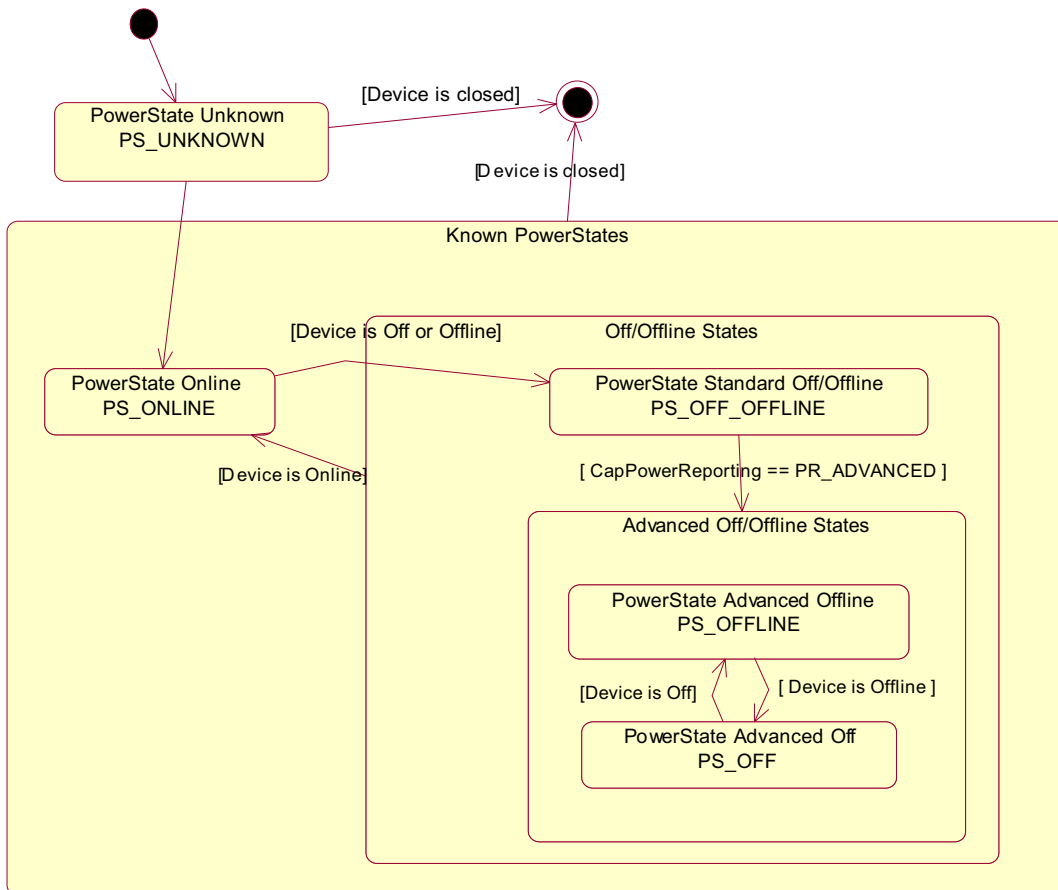 [Device is closed]
PowerState Unknown
PS_UNKNOWN
[Device is closed]
Known PowerStates
[Device is Off or Offline]
Off/Offline States
PowerState Online
PS_ONLINE
PowerState Standard Off/Offline
PS_OFF_OFFLINE
[Device is Online]
[ CapPowerReporting == PR_ADVANCED ]
Advanced Off/Offline States
PowerState Advanced Offline
PS_OFFLINE
[Device is Off]
[ Device is Offline ]
PowerState Advanced Off
PS_OFF